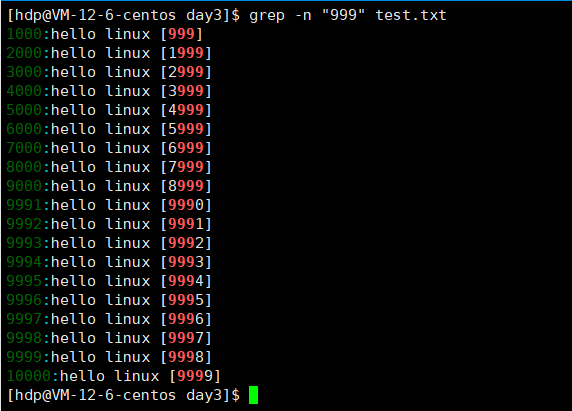 [hdp@VM-12-6-centos day3]$ grep -n "999" test.txt
1000:hello linux [999]
2000:hello linux [1999]
3000:hello linux [2999]
4000:hello linux [3999]
5000:hello linux [4999]
6000:hello linux [5999]
7000:hello linux [6999]
8000:hello linux [7999]
9000:hello linux [8999]
9991:hello linux [9990]
9992:hello linux [9991]
9993:hello linux [9992]
9994:hello linux [9993]
9995:hello linux [9994]
9996:hello linux [9995]
9997:hello linux [9996]
9998:hello linux [9997]
9999:hello linux [9998]
10000:hello linux [9999]
[hdp@VM-12-6-centos day3]$